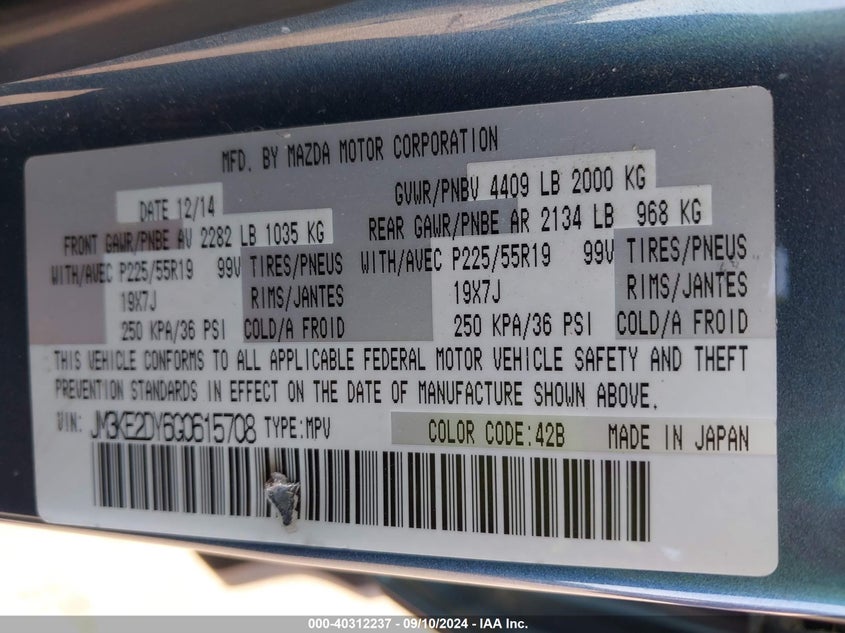 MFD. BY MAZDA MOTOR CORPORATION
DATE 12/14 GVWR/PNBV 4409 LB 2000 KG
FRONT GAWR/PNBE AV 2282 LB 1035 KG REAR GAWR/PNBE AR 2134 LB 968 KG
WITH/AVEC P225/55R19 99V TIRES/PNEUS WITH/AVEC P225/55R19 99V TIRES/PNEUS
19X7J RIMS/JANTES 19X7J RIMS/JANTES
250 KPA/36 PSI COLD/A FROID 250 KPA/36 PSI COLD/A FROID
THIS VEHICLE CONFORMS TO ALL APPLICABLE FEDERAL MOTOR VEHICLE SAFETY AND THEFT
PREVENTION STANDARDS IN EFFECT ON THE DATE OF MANUFACTURE SHOWN ABOVE.
VIN: JM3KE2DY6G0615708 TYPE:MPV COLOR CODE:42B MADE IN JAPAN
000-40312237 - 09/10/2024 - IAA Inc.